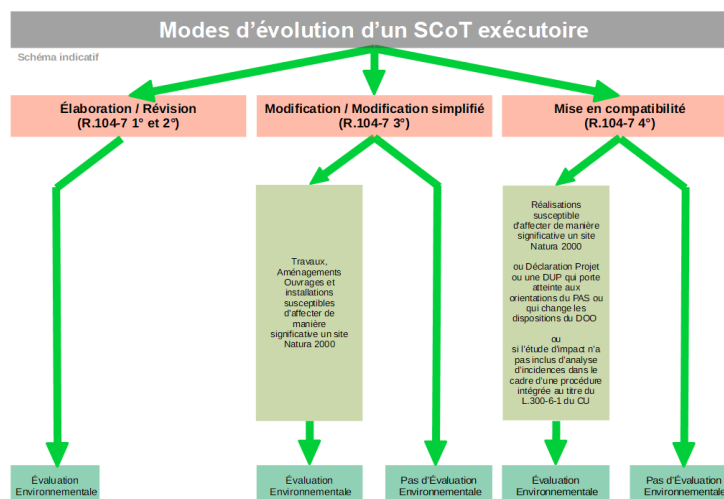 Modes d'évolution d'un SCoT exécutoire
Schéma indicatif
Élaboration / Révision
(R.104-7 1° et 2°)
Modification / Modification simplifié
(R.104-7 3°)
Mise en compatibilité
(R.104-7 4°)
Travaux,
Aménagements
Ouvrages et
installations
susceptibles
d'affecter de
manière
significative un site
Natura 2000
Réalisations
susceptible
d'affecter de manière
significative un site
Natura 2000
ou Déclaration Projet
ou une DUP qui porte
atteinte aux
orientations du PAS ou
qui change les
dispositions du DOO
ou
si l'étude d'impact n'a
pas inclus d'analyse
d'incidences dans le
cadre d'une procédure
intégrée au titre du
L.300-6-1 du CU
Évaluation
Environnementale
Évaluation
Environnementale
Pas d'Évaluation
Environnementale
Évaluation
Environnementale
Pas d'Évaluation
Environnementale